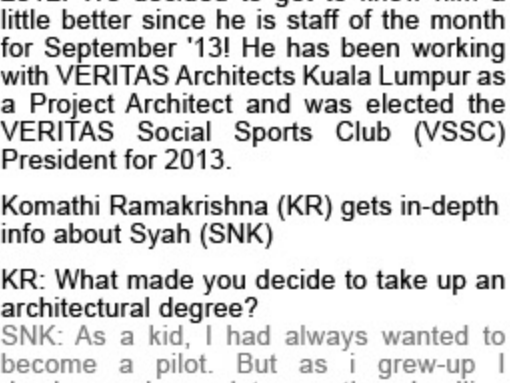 little better since he is staff of the month
for September '13! He has been working
with VERITAS Architects Kuala Lumpur as
a Project Architect and was elected the
VERITAS Social Sports Club (VSSC)
President for 2013.
Komathi Ramakrishna (KR) gets in-depth
info about Syah (SNK)
KR: What made you decide to take up an
architectural degree?
SNK: As a kid, I had always wanted to
become a pilot. But as i grew-up I